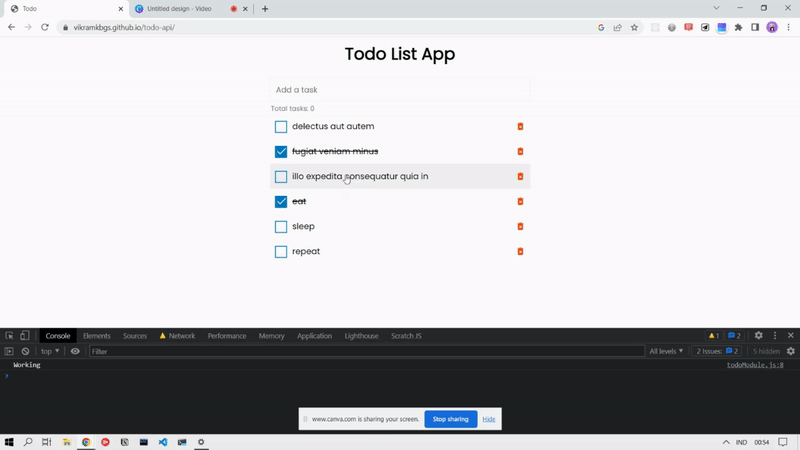 Todo
Untitled design - Video
vikramkbgs.github.io/todo-api/
Todo List App
Add a task
Total tasks: 0
delectus aut autem
fugiat veniam minus
illo expedita consequatur quia in
eat
sleep
repeat
Console Elements Sources Network Performance Memory Application Lighthouse Scratch JS 1 2
top Filter All levels 2 Issues: 2 5 hidden
Working todoModule.js:8
www.canva.com is sharing your screen. Stop sharing Hide
IND 00:54